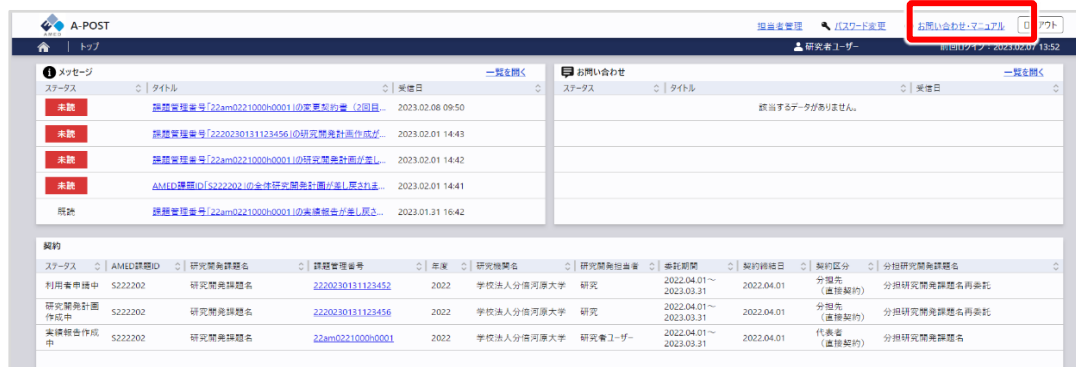 A-POST
AMED
担当者管理 パスワード変更 お問い合わせ・マニュアル ログアウト
トップ 研究者ユーザー 前回ログイン：2023.02.07 13:52
メッセージ 一覧を開く
ステータス タイトル 受信日
未読 課題管理番号「22am0221000h0001」の変更契約書（2回目... 2023.02.08 09:50
未読 課題管理番号「2220230131123456」の研究開発計画作成が... 2023.02.01 14:43
未読 課題管理番号「22am0221000h0001」の研究開発計画が差し... 2023.02.01 14:42
未読 AMED課題ID「S222202」の全体研究開発計画が差し戻されま... 2023.02.01 14:41
既読 課題管理番号「22am0221000h0001」の実績報告が差し戻さ... 2023.01.31 16:42
お問い合わせ 一覧を開く
ステータス タイトル 受信日
該当するデータがありません。
契約
ステータス AMED課題ID 研究開発課題名 課題管理番号 年度 研究機関名 研究開発担当者 委託期間 契約締結日 契約区分 分担研究開発課題名
利用者申請中 S222202 研究開発課題名 2220230131123452 2022 学校法人分倍河原大学 研究 2022.04.01～ 2022.04.01 分担先 分担研究開発課題名再委託
2023.03.31 （直接契約）
研究開発計画 S222202 研究開発課題名 2220230131123456 2022 学校法人分倍河原大学 研究 2022.04.01～ 2022.04.01 分担先 分担研究開発課題名再委託
作成中 2023.03.31 （直接契約）
実績報告作成 S222202 研究開発課題名 22am0221000h0001 2022 学校法人分倍河原大学 研究者ユーザー 2022.04.01～ 2022.04.01 代表者 分担研究開発課題名
中 2023.03.31 （直接契約）